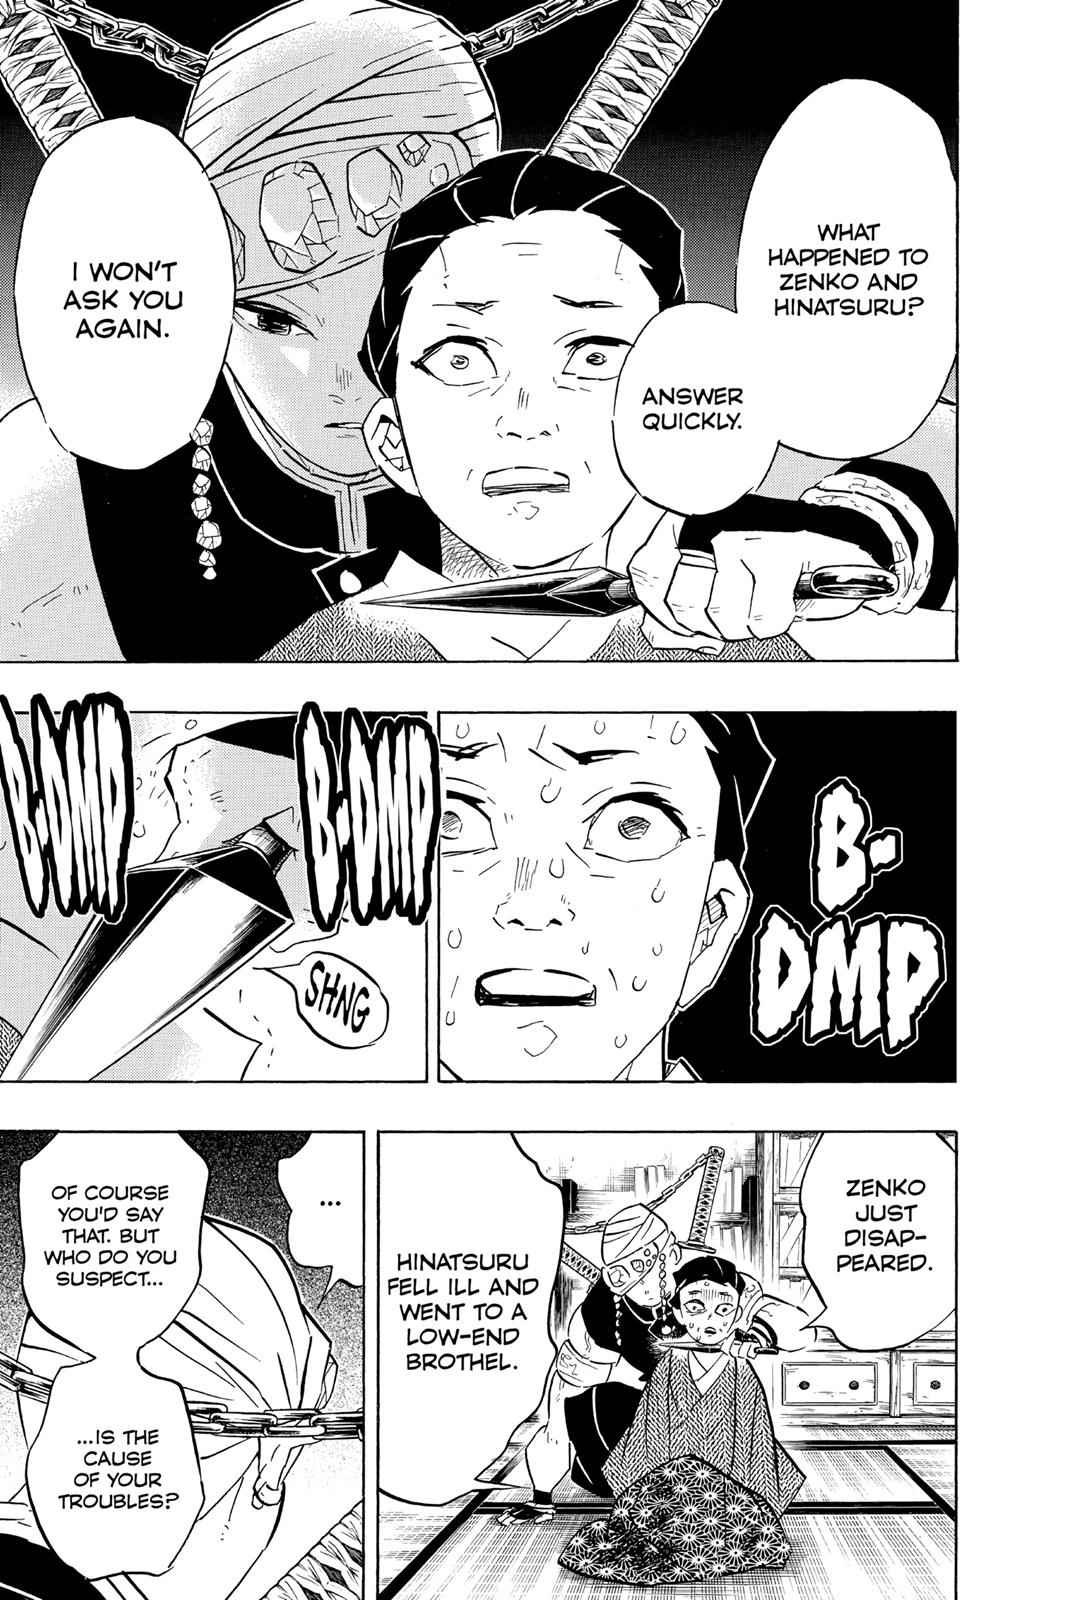 WHAT
HAPPENED TO
ZENKO AND
HINATSURU?
ANSWER
QUICKLY.
I WON'T
ASK YOU
AGAIN.
B-
DMP
B-DMP
B-DMP
SHNG
ZENKO
JUST
DISAP-
PEARED.
HINATSURU
FELL ILL AND
WENT TO A
LOW-END
BROTHEL.
...
OF COURSE
YOU'D SAY
THAT. BUT
WHO DO YOU
SUSPECT...
...IS THE
CAUSE
OF YOUR
TROUBLES?